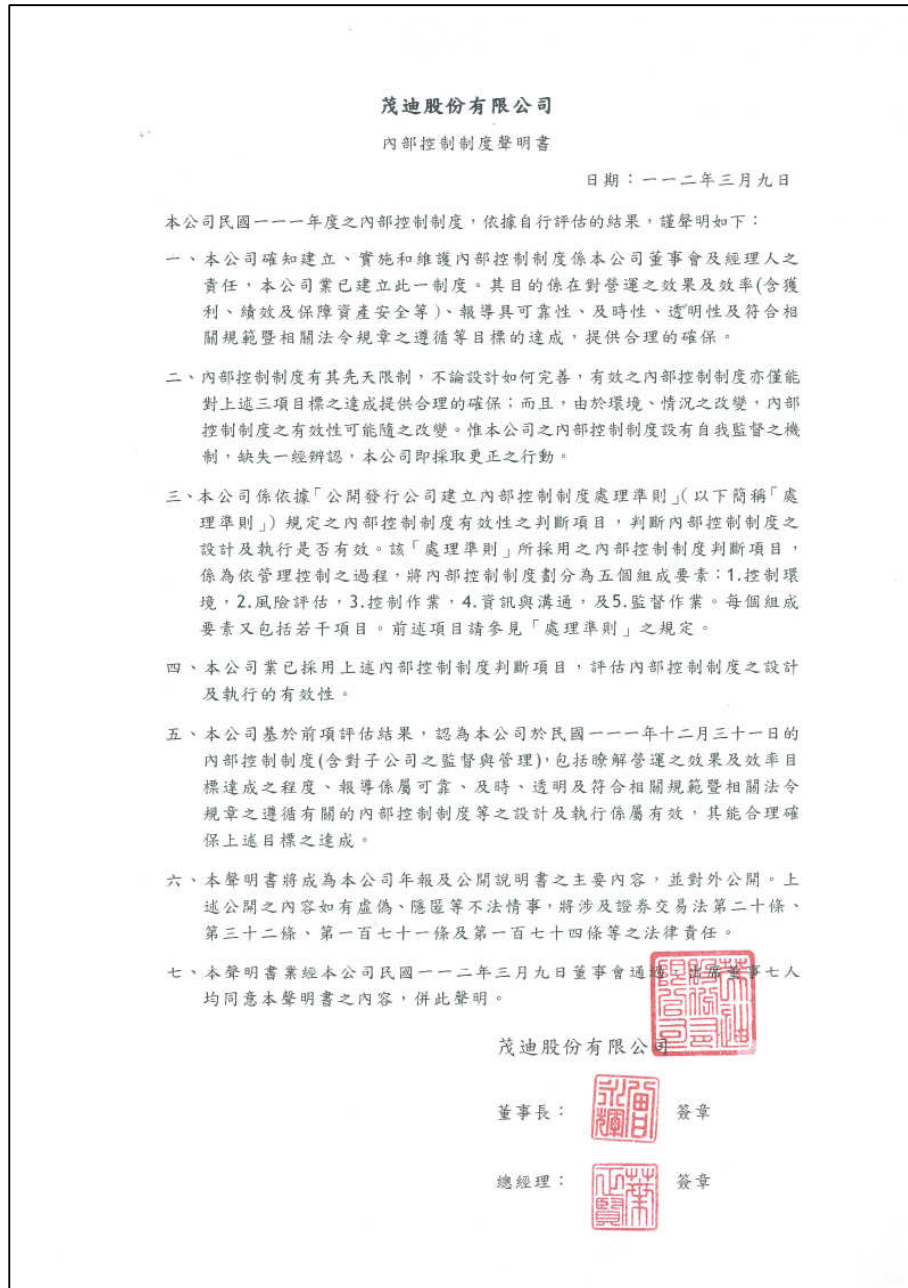 茂迪股份有限公司
內部控制制度聲明書
日期：一一二年三月九日
本公司民國一一一年度之內部控制制度，依據自行評估的結果，謹聲明如下：
一、本公司確知建立、實施和維護內部控制制度係本公司董事會及經理人之
責任，本公司業已建立此一制度。其目的係在對營運之效果及效率(含獲
利、績效及保障資產安全等)、報導具可靠性、及時性、透明性及符合相
關規範暨相關法令規章之遵循等目標的達成，提供合理的確保。
二、內部控制制度有其先天限制，不論設計如何完善，有效之內部控制制度亦僅能
對上述三項目標之達成提供合理的確保；而且，由於環境、情況之改變，內部
控制制度之有效性可能隨之改變。惟本公司之內部控制制度設有自我監督之機
制，缺失一經辨認，本公司即採取更正之行動。
三、本公司係依據「公開發行公司建立內部控制制度處理準則」(以下簡稱「處
理準則」)規定之內部控制制度有效性之判斷項目，判斷內部控制制度之
設計及執行是否有效。該「處理準則」所採用之內部控制制度判斷項目，
係為依管理控制之過程，將內部控制制度劃分為五個組成要素：1.控制環
境，2.風險評估，3.控制作業，4.資訊與溝通，及5.監督作業。每個組成
要素又包括若干項目。前述項目請參見「處理準則」之規定。
四、本公司業已採用上述內部控制制度判斷項目，評估內部控制制度之設計
及執行的有效性。
五、本公司基於前項評估結果，認為本公司於民國一一一年十二月三十一日的
內部控制制度(含對子公司之監督與管理)，包括瞭解營運之效果及效率目
標達成之程度、報導係屬可靠、及時、透明及符合相關規範暨相關法令
規章之遵循有關的內部控制制度等之設計及執行係屬有效，其能合理確
保上述目標之達成。
六、本聲明書將成為本公司年報及公開說明書之主要內容，並對外公開。上
述公開之內容如有虛偽、隱匿等不法情事，將涉及證券交易法第二十條、
第三十二條、第一百七十一條及第一百七十四條等之法律責任。
七、本聲明書業經本公司民國一一二年三月九日董事會通過，出席董事七人
均同意本聲明書之內容，併此聲明。
茂迪股份有限公司
茂迪股份有限公司
董事長： 曾永輝 簽章
總經理： 葉正賢 簽章